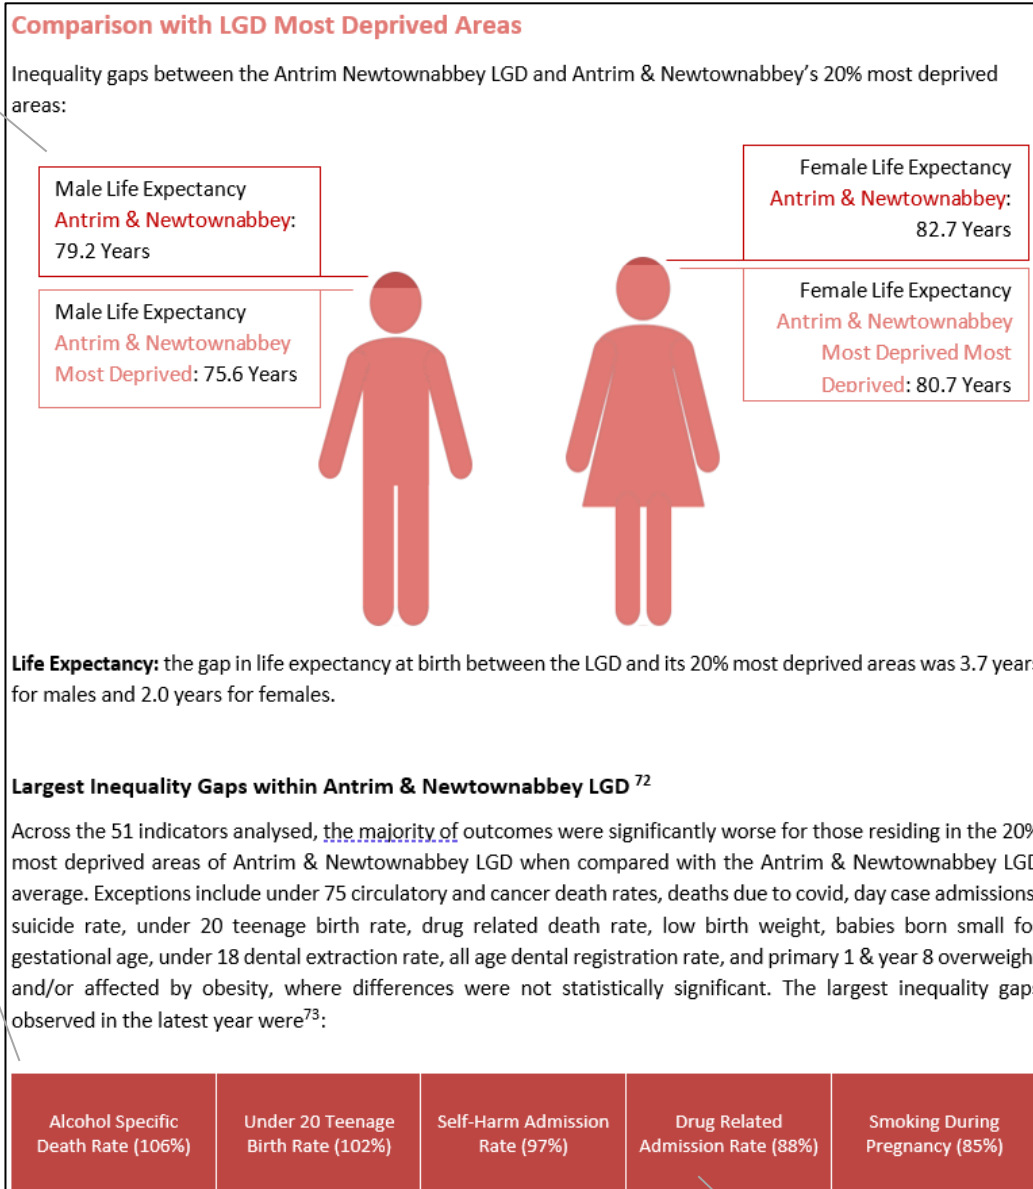 Comparison with LGD Most Deprived Areas
Inequality gaps between the Antrim Newtownabbey LGD and Antrim & Newtownabbey's 20% most deprived
areas:
Male Life Expectancy
Antrim & Newtownabbey:
79.2 Years
Male Life Expectancy
Antrim & Newtownabbey
Most Deprived: 75.6 Years
Female Life Expectancy
Antrim & Newtownabbey:
82.7 Years
Female Life Expectancy
Antrim & Newtownabbey
Most Deprived Most
Deprived: 80.7 Years
Life Expectancy: the gap in life expectancy at birth between the LGD and its 20% most deprived areas was 3.7 years
for males and 2.0 years for females.
Largest Inequality Gaps within Antrim & Newtownabbey LGD 72
Across the 51 indicators analysed, the majority of outcomes were significantly worse for those residing in the 20%
most deprived areas of Antrim & Newtownabbey LGD when compared with the Antrim & Newtownabbey LGD
average. Exceptions include under 75 circulatory and cancer death rates, deaths due to covid, day case admissions
suicide rate, under 20 teenage birth rate, drug related death rate, low birth weight, babies born small fo
gestational age, under 18 dental extraction rate, all age dental registration rate, and primary 1 & year 8 overweigh
and/or affected by obesity, where differences were not statistically significant. The largest inequality gaps
observed in the latest year were73:
Alcohol Specific
Death Rate (106%)
Under 20 Teenage
Birth Rate (102%)
Self-Harm Admission
Rate (97%)
Drug Related
Admission Rate (88%)
Smoking During
Pregnancy (85%)